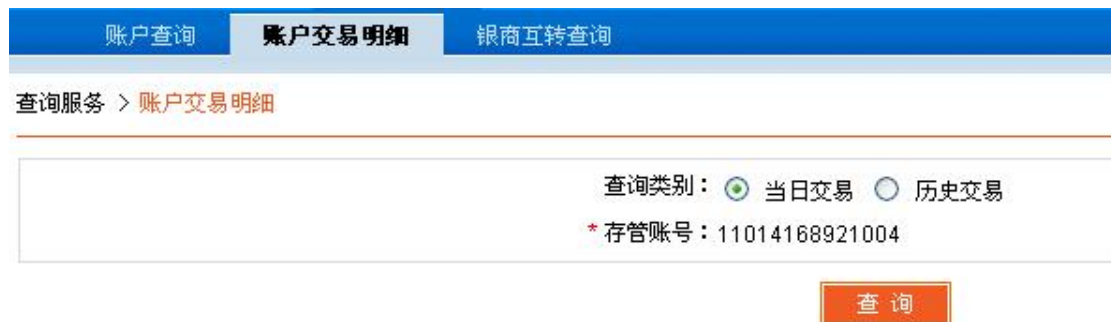 账户查询 账户交易明细 银商互转查询
查询服务 > 账户交易明细
查询类别： 当日交易 历史交易
* 存管账号：11014168921004
查 询